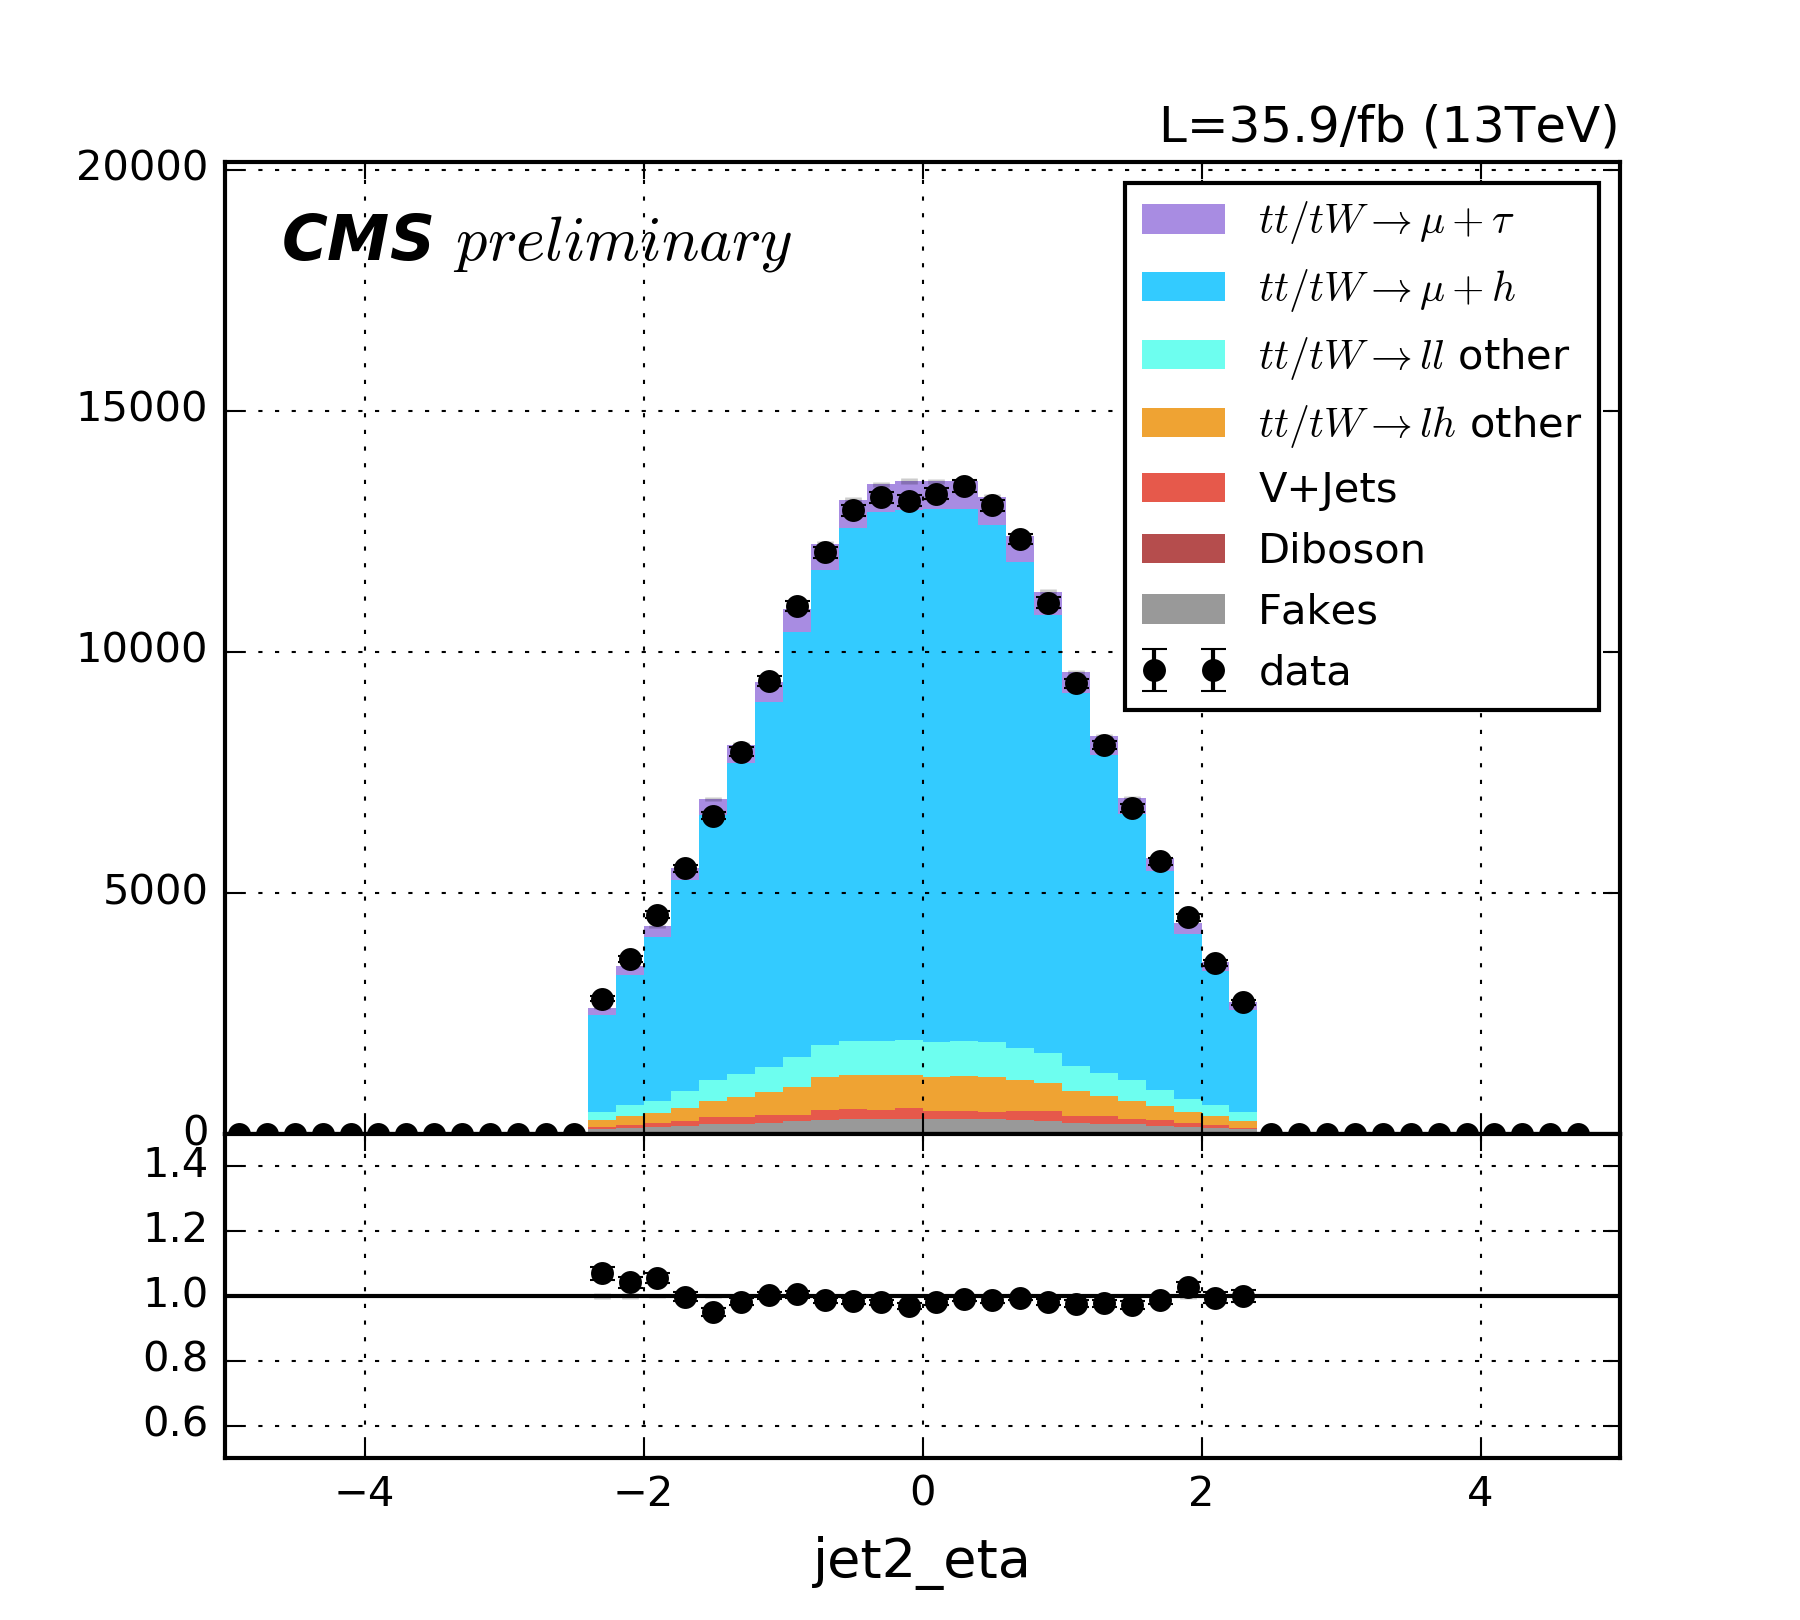 L=35.9/fb (13TeV)
20000
CMS preliminary
tt/tW→μ+τ
tt/tW→μ+h
tt/tW→ll other
tt/tW→lh other
V+Jets
Diboson
Fakes
data
15000
10000
5000
0
1.4
1.2
1.0
0.8
0.6
−4 −2 0 2 4
jet2_eta